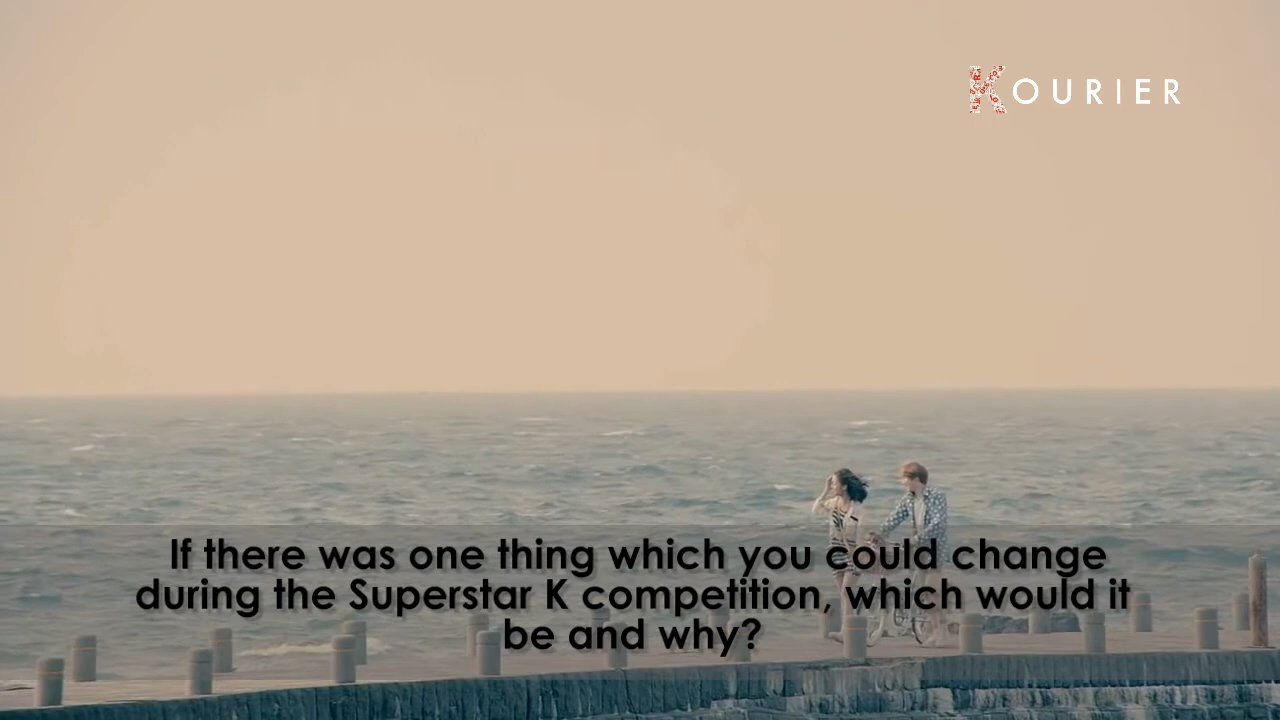 KOURIER
If there was one thing which you could change
during the Superstar K competition, which would it
be and why?